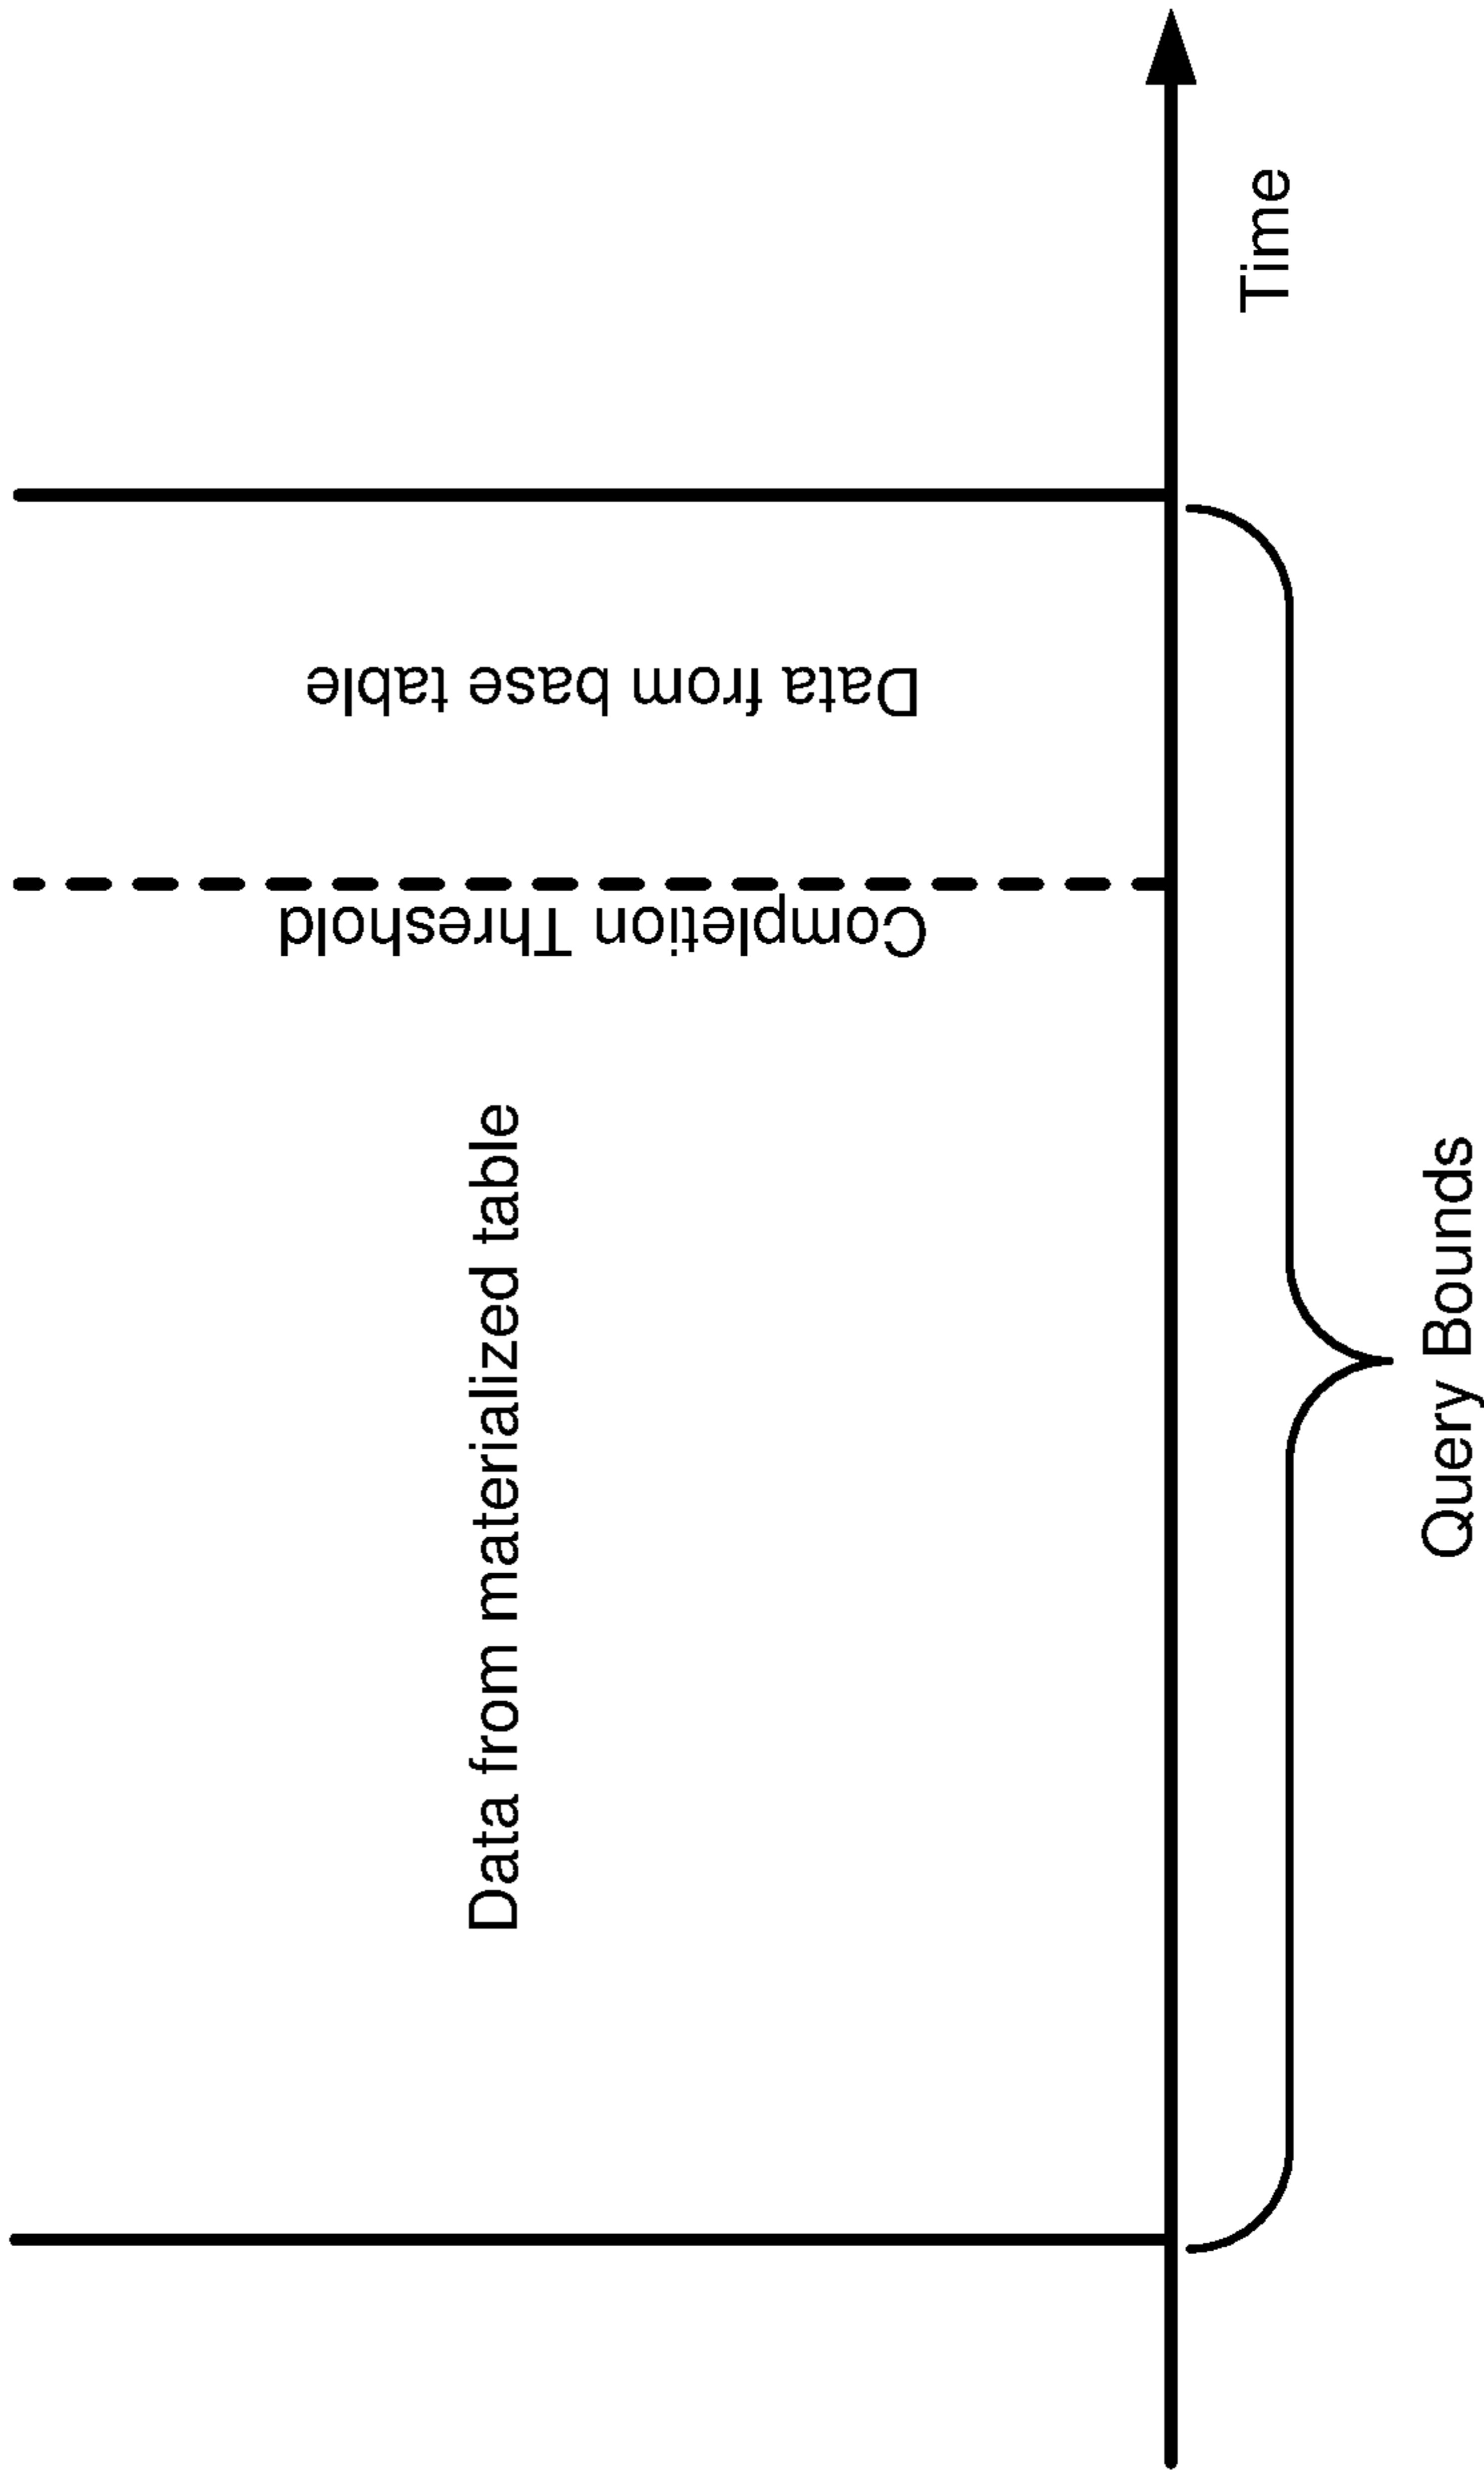 Data from materialized table
Completion Threshold
Data from base table
Time
Query Bounds